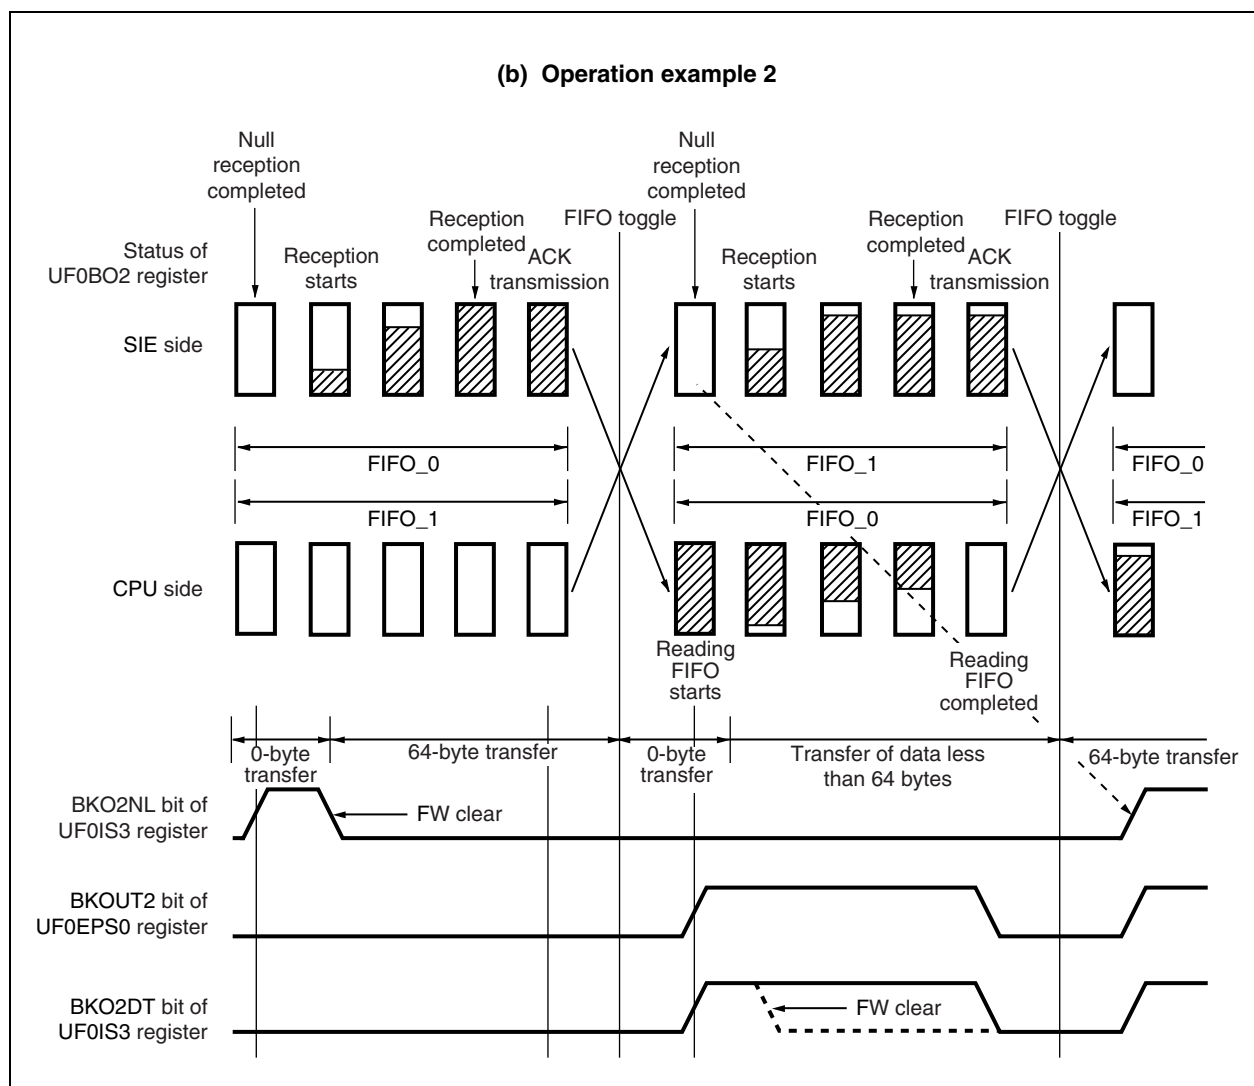 (b) Operation example 2
Null
reception
completed
Null
reception
completed
Reception
completed
FIFO toggle
Reception
completed
FIFO toggle
Status of
UF0BO2 register
Reception
starts
ACK
transmission
Reception
starts
ACK
transmission
SIE side
FIFO_0
FIFO_1
FIFO_0
FIFO_1
FIFO_0
FIFO_1
CPU side
Reading
FIFO
starts
Reading
FIFO
completed
0-byte
transfer
64-byte transfer
0-byte
transfer
Transfer of data less
than 64 bytes
64-byte transfer
BKO2NL bit of
UF0IS3 register
FW clear
BKOUT2 bit of
UF0EPS0 register
BKO2DT bit of
UF0IS3 register
FW clear